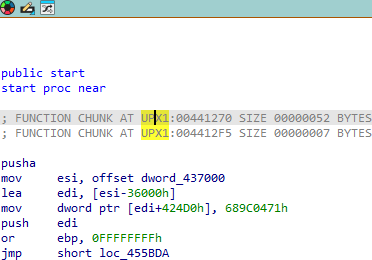 public start
start proc near
; FUNCTION CHUNK AT UPX1:00441270 SIZE 00000052 BYTES
; FUNCTION CHUNK AT UPX1:004412F5 SIZE 00000007 BYTES
pusha
mov     esi, offset dword_437000
lea     edi, [esi-36000h]
mov     dword ptr [edi+424D0h], 689C0471h
push    edi
or      ebp, 0FFFFFFFFh
jmp     short loc_455BDA